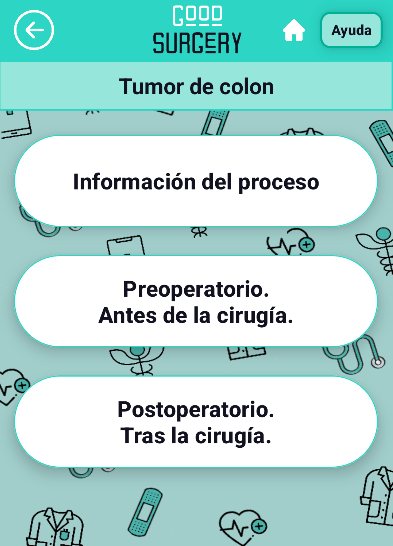 GOOD
SURGERY
Ayuda
Tumor de colon
Información del proceso
Preoperatorio.
Antes de la cirugía.
Postoperatorio.
Tras la cirugía.